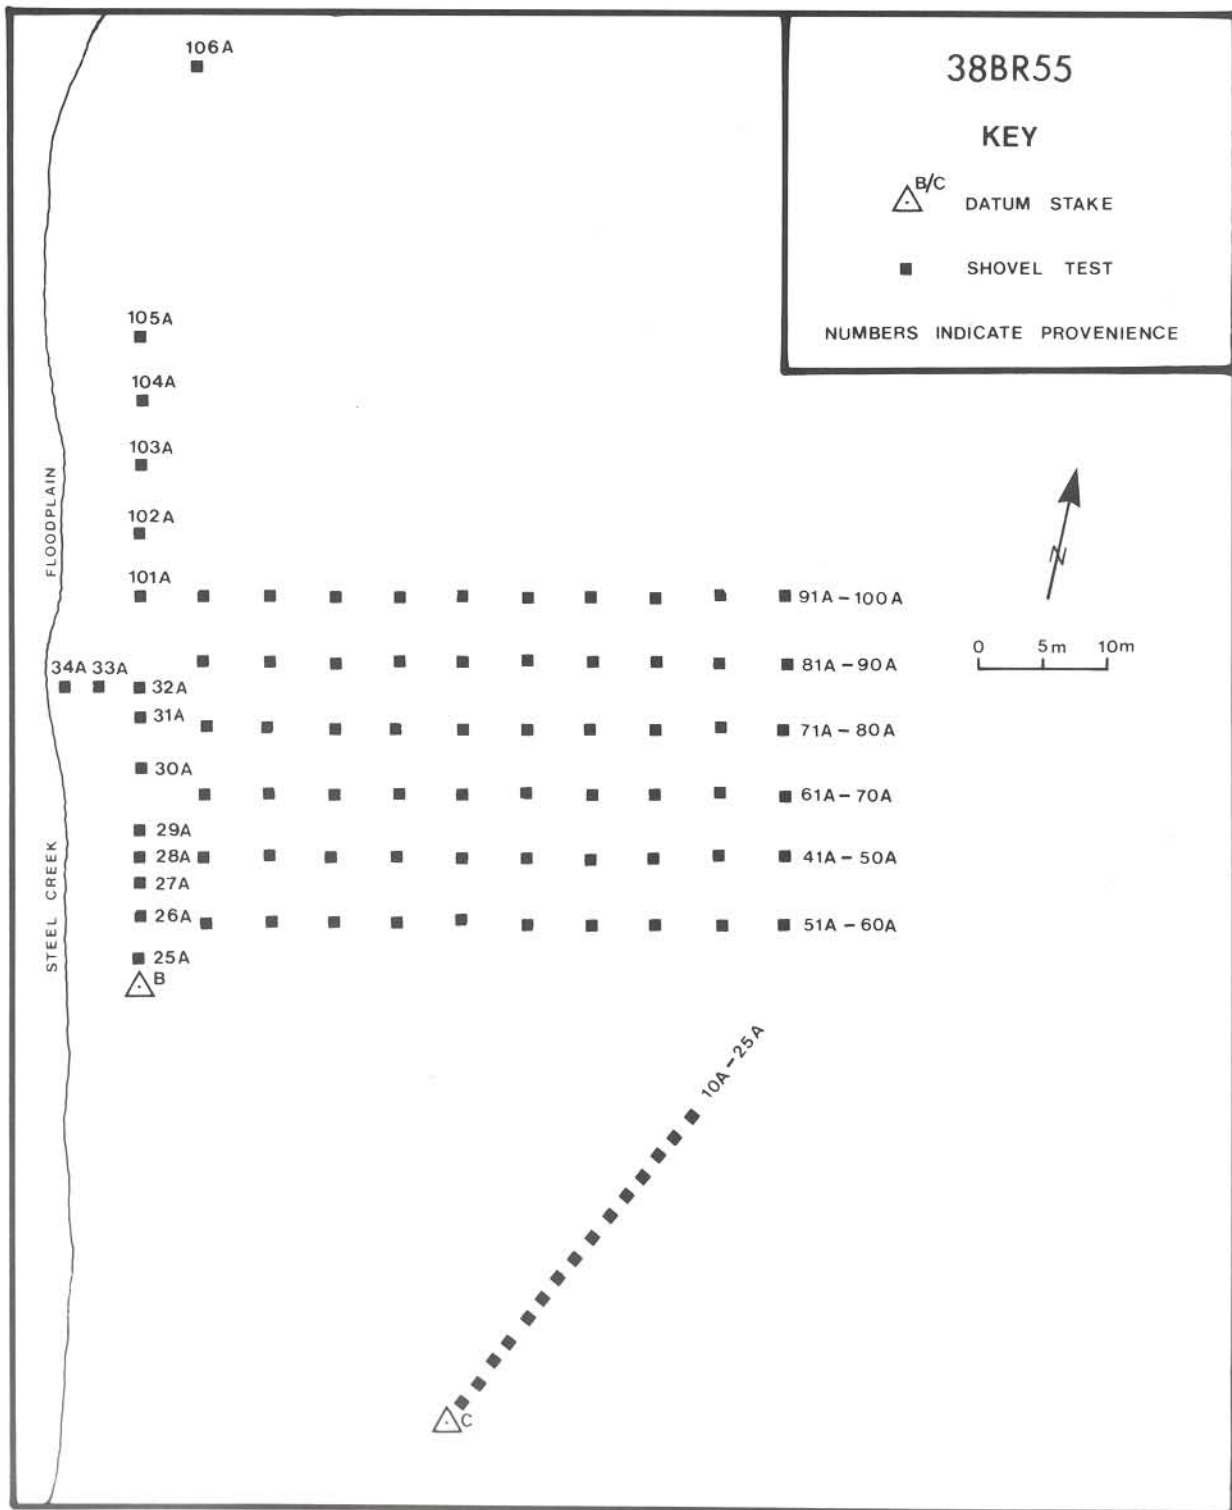 106A
38BR55
KEY
B/C
DATUM STAKE
SHOVEL TEST
NUMBERS INDICATE PROVENIENCE
105A
104A
103A
102A
101A
91A – 100A
FLOODPLAIN
N
0 5m 10m
34A 33A
32A
81A – 90A
31A
71A – 80A
30A
61A – 70A
29A
28A
41A – 50A
27A
26A
51A – 60A
25A
STEEL CREEK
B
10A – 25A
C